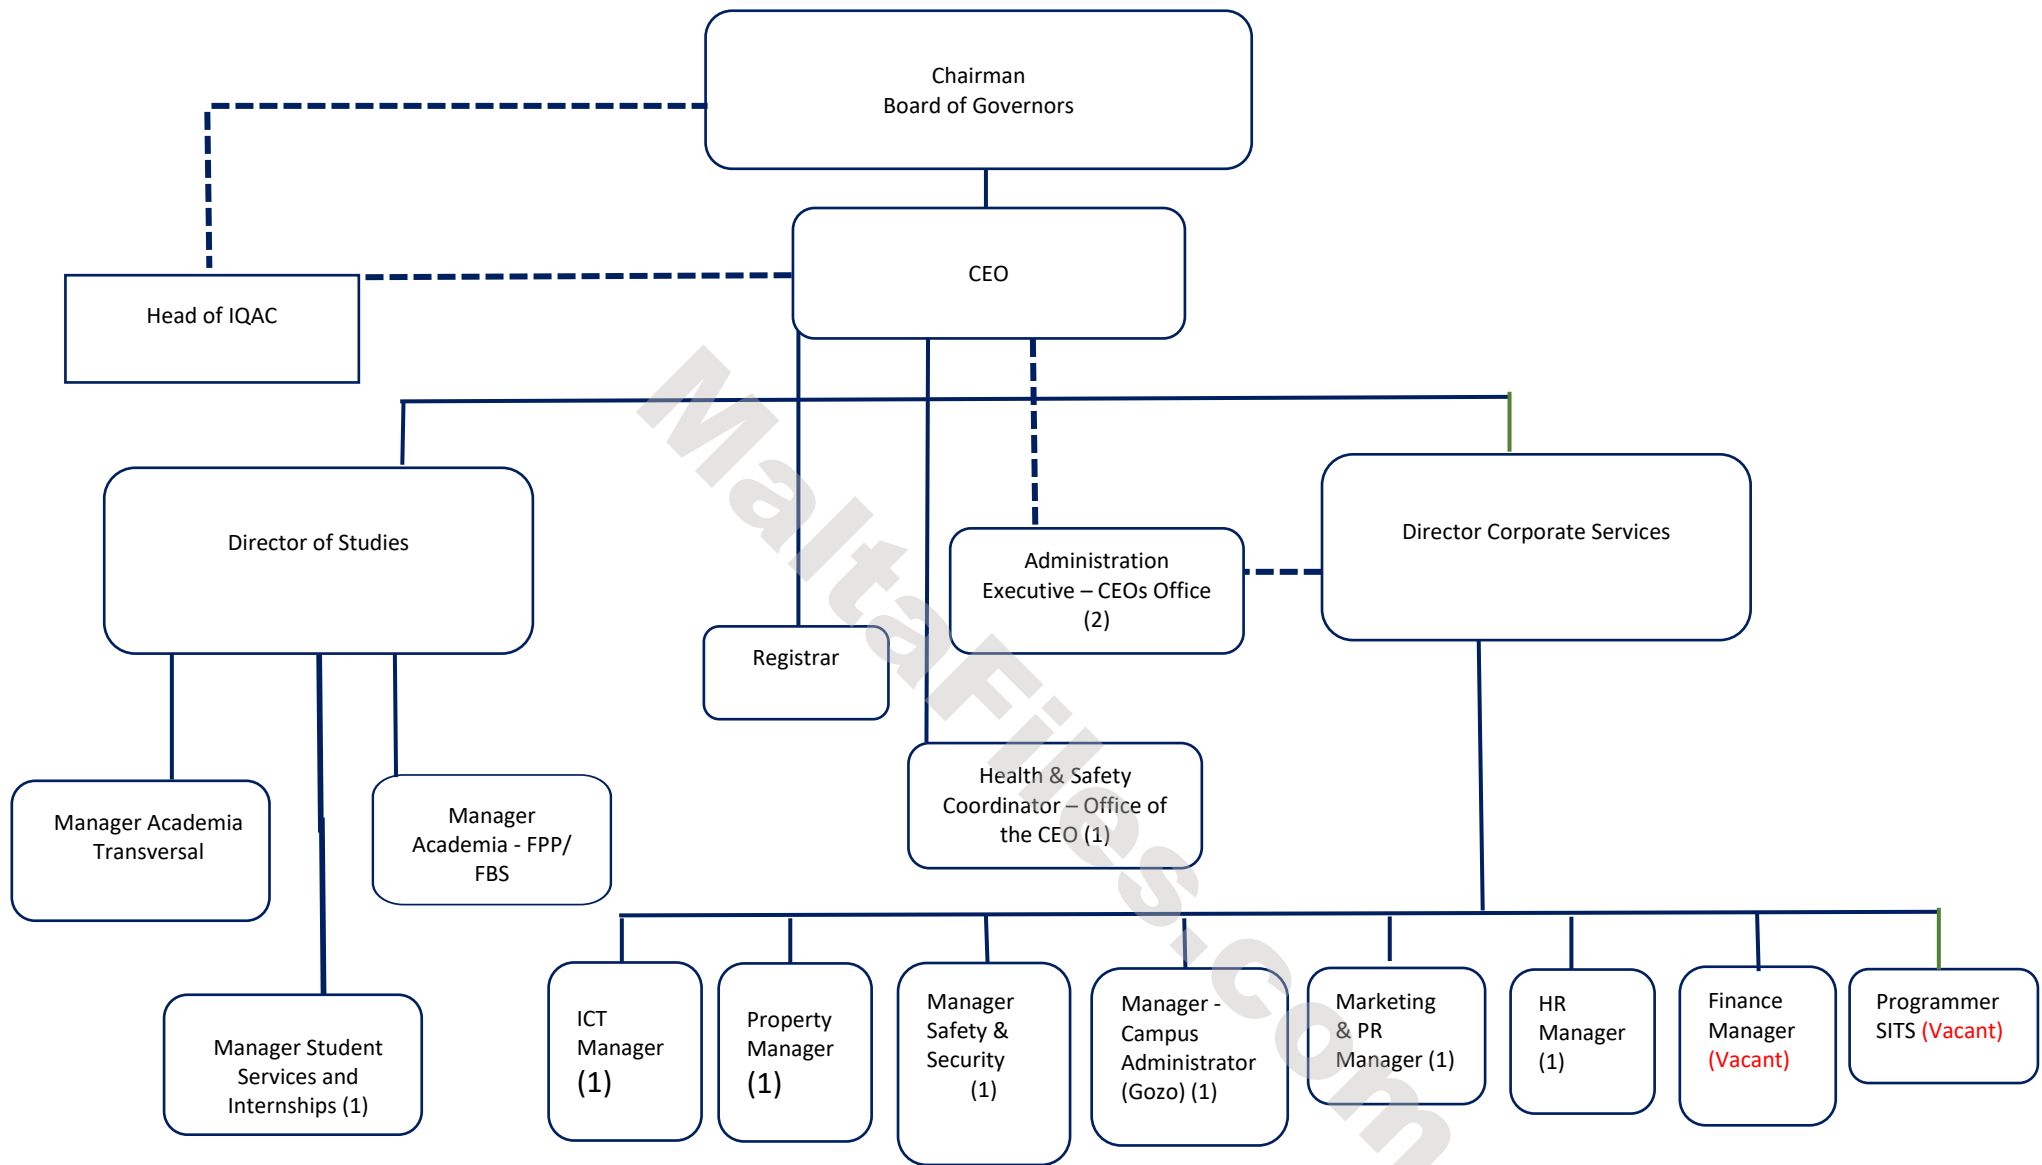 Chairman
Board of Governors
CEO
Head of IQAC
Director of Studies
Administration
Executive – CEOs Office
(2)
Director Corporate Services
Registrar
Health & Safety
Coordinator – Office of
the CEO (1)
Manager Academia
Transversal
Manager
Academia - FPP/
FBS
Manager Student
Services and
Internships (1)
ICT
Manager
(1)
Property
Manager
(1)
Manager
Safety &
Security
(1)
Manager -
Campus
Administrator
(Gozo) (1)
Marketing
& PR
Manager (1)
HR
Manager
(1)
Finance
Manager
(Vacant)
Programmer
SITS (Vacant)
MaltaFiles.com